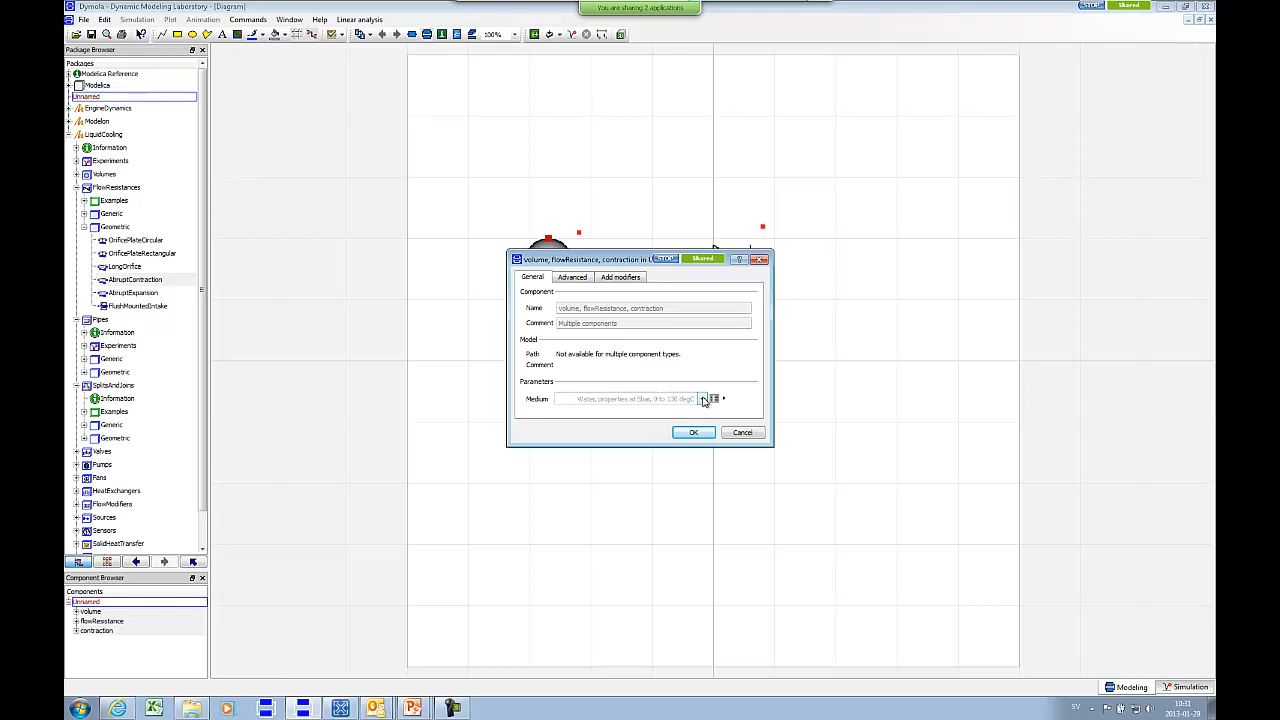 You are sharing 2 applications
Dymola - Dynamic Modeling Laboratory - [Diagram]
STOP Shared
File Edit Simulation Plot Animation Commands Window Help Linear analysis
100%
Package Browser
Packages
Modelica Reference
Modelica
Unnamed
EngineDynamics
Modelon
LiquidCooling
Information
Experiments
Volumes
FlowResistances
Examples
Generic
Geometric
OrificePlateCircular
OrificePlateRectangular
LongOrifice
AbruptContraction
AbruptExpansion
FlushMountedIntake
Pipes
Information
Experiments
Generic
Geometric
SplitsAndJoins
Information
Examples
Generic
Geometric
Valves
Pumps
Fans
HeatExchangers
FlowModifiers
Sources
Sensors
SolidHeatTransfer
Component Browser
Components
Unnamed
volume
flowResistance
contraction
volume, flowResistance, contraction in
STOP Shared
General Advanced Add modifiers
Component
Name volume, flowResistance, contraction
Comment Multiple components
Model
Path Not available for multiple component types.
Comment
Parameters
Medium Water, properties at 5bar, 0 to 130 degC
OK Cancel
Modeling Simulation
SV
10:31
2013-01-29